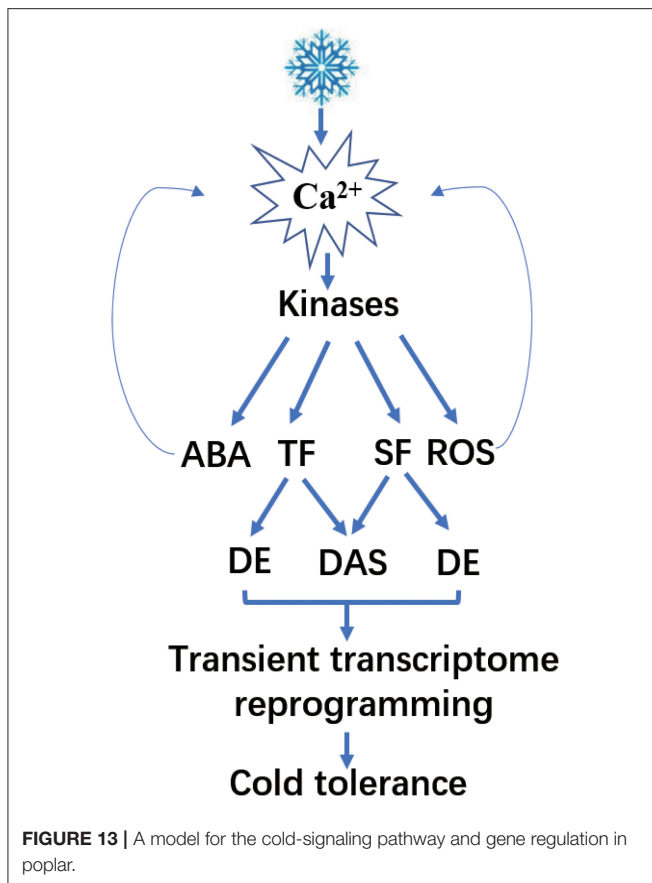 Ca²⁺
Kinases
ABA TF SF ROS
DE DAS DE
Transient transcriptome
reprogramming
Cold tolerance
FIGURE 13 | A model for the cold-signaling pathway and gene regulation in
poplar.